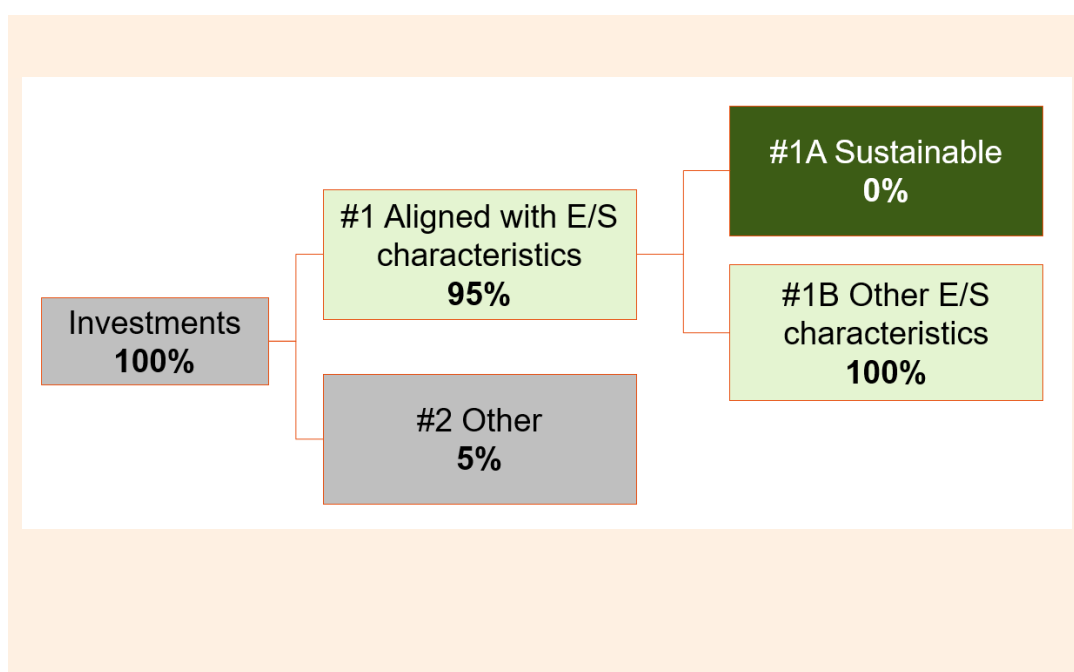 Investments
100%
#1 Aligned with E/S
characteristics
95%
#2 Other
5%
#1A Sustainable
0%
#1B Other E/S
characteristics
100%